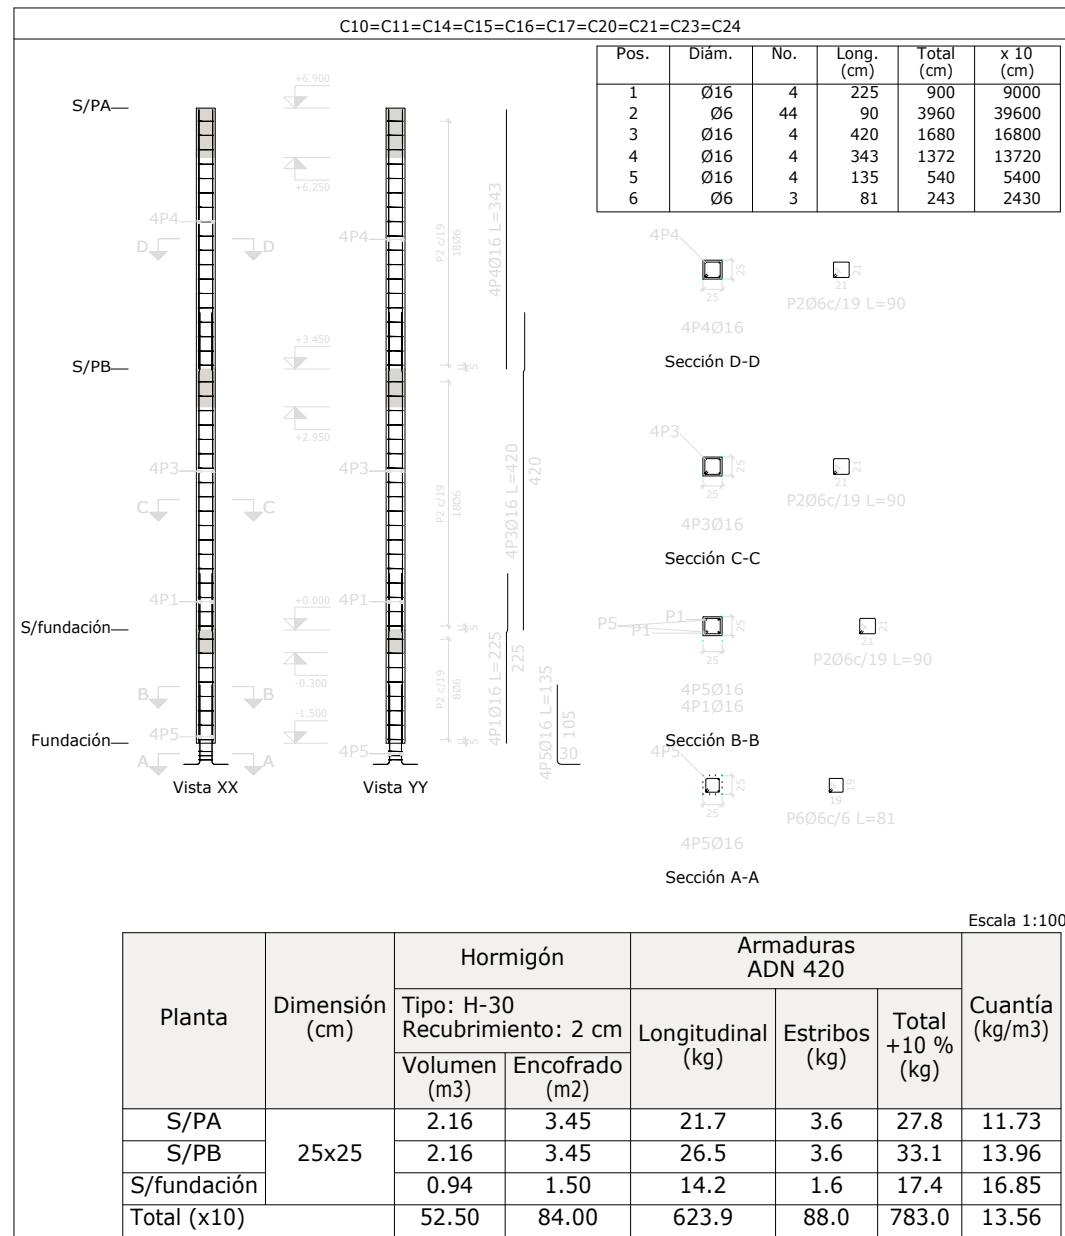 C10=C11=C14=C15=C16=C17=C20=C21=C23=C24
Pos. Diám. No. Long. (cm) Total (cm) x 10 (cm)
1 Ø16 4 225 900 9000
2 Ø6 44 90 3960 39600
3 Ø16 4 420 1680 16800
4 Ø16 4 343 1372 13720
5 Ø16 4 135 540 5400
6 Ø6 3 81 243 2430
S/PA
S/PB
S/fundación
Fundación
+6.900
+6.250
+3.450
+2.950
+0.000
-0.300
-1.500
4P4
D D
4P3
C C
4P1
B B
4P5
A A
Vista XX
4P4
4P3
4P1
4P5
Vista YY
P2 c/19
18Ø6
5
P2 c/19
18Ø6
5
P2 c/19
8Ø6
5
4P4Ø16 L=343
4P3Ø16 L=420
420
4P1Ø16 L=225
225
4P5Ø16 L=135
105
30
4P4
25
25
4P4Ø16
21
21
P2Ø6c/19 L=90
Sección D-D
4P3
25
25
4P3Ø16
21
21
P2Ø6c/19 L=90
Sección C-C
P5
P1
P1
25
25
4P5Ø16
4P1Ø16
21
21
P2Ø6c/19 L=90
Sección B-B
4P5
25
25
4P5Ø16
19
19
P6Ø6c/6 L=81
Sección A-A
Escala 1:100
Planta
Dimensión
(cm)
Hormigón
Tipo: H-30
Recubrimiento: 2 cm
Volumen
(m3)
Encofrado
(m2)
Armaduras
ADN 420
Longitudinal
(kg)
Estribos
(kg)
Total
+10 %
(kg)
Cuantía
(kg/m3)
S/PA 2.16 3.45 21.7 3.6 27.8 11.73
S/PB 25x25 2.16 3.45 26.5 3.6 33.1 13.96
S/fundación 0.94 1.50 14.2 1.6 17.4 16.85
Total (x10) 52.50 84.00 623.9 88.0 783.0 13.56